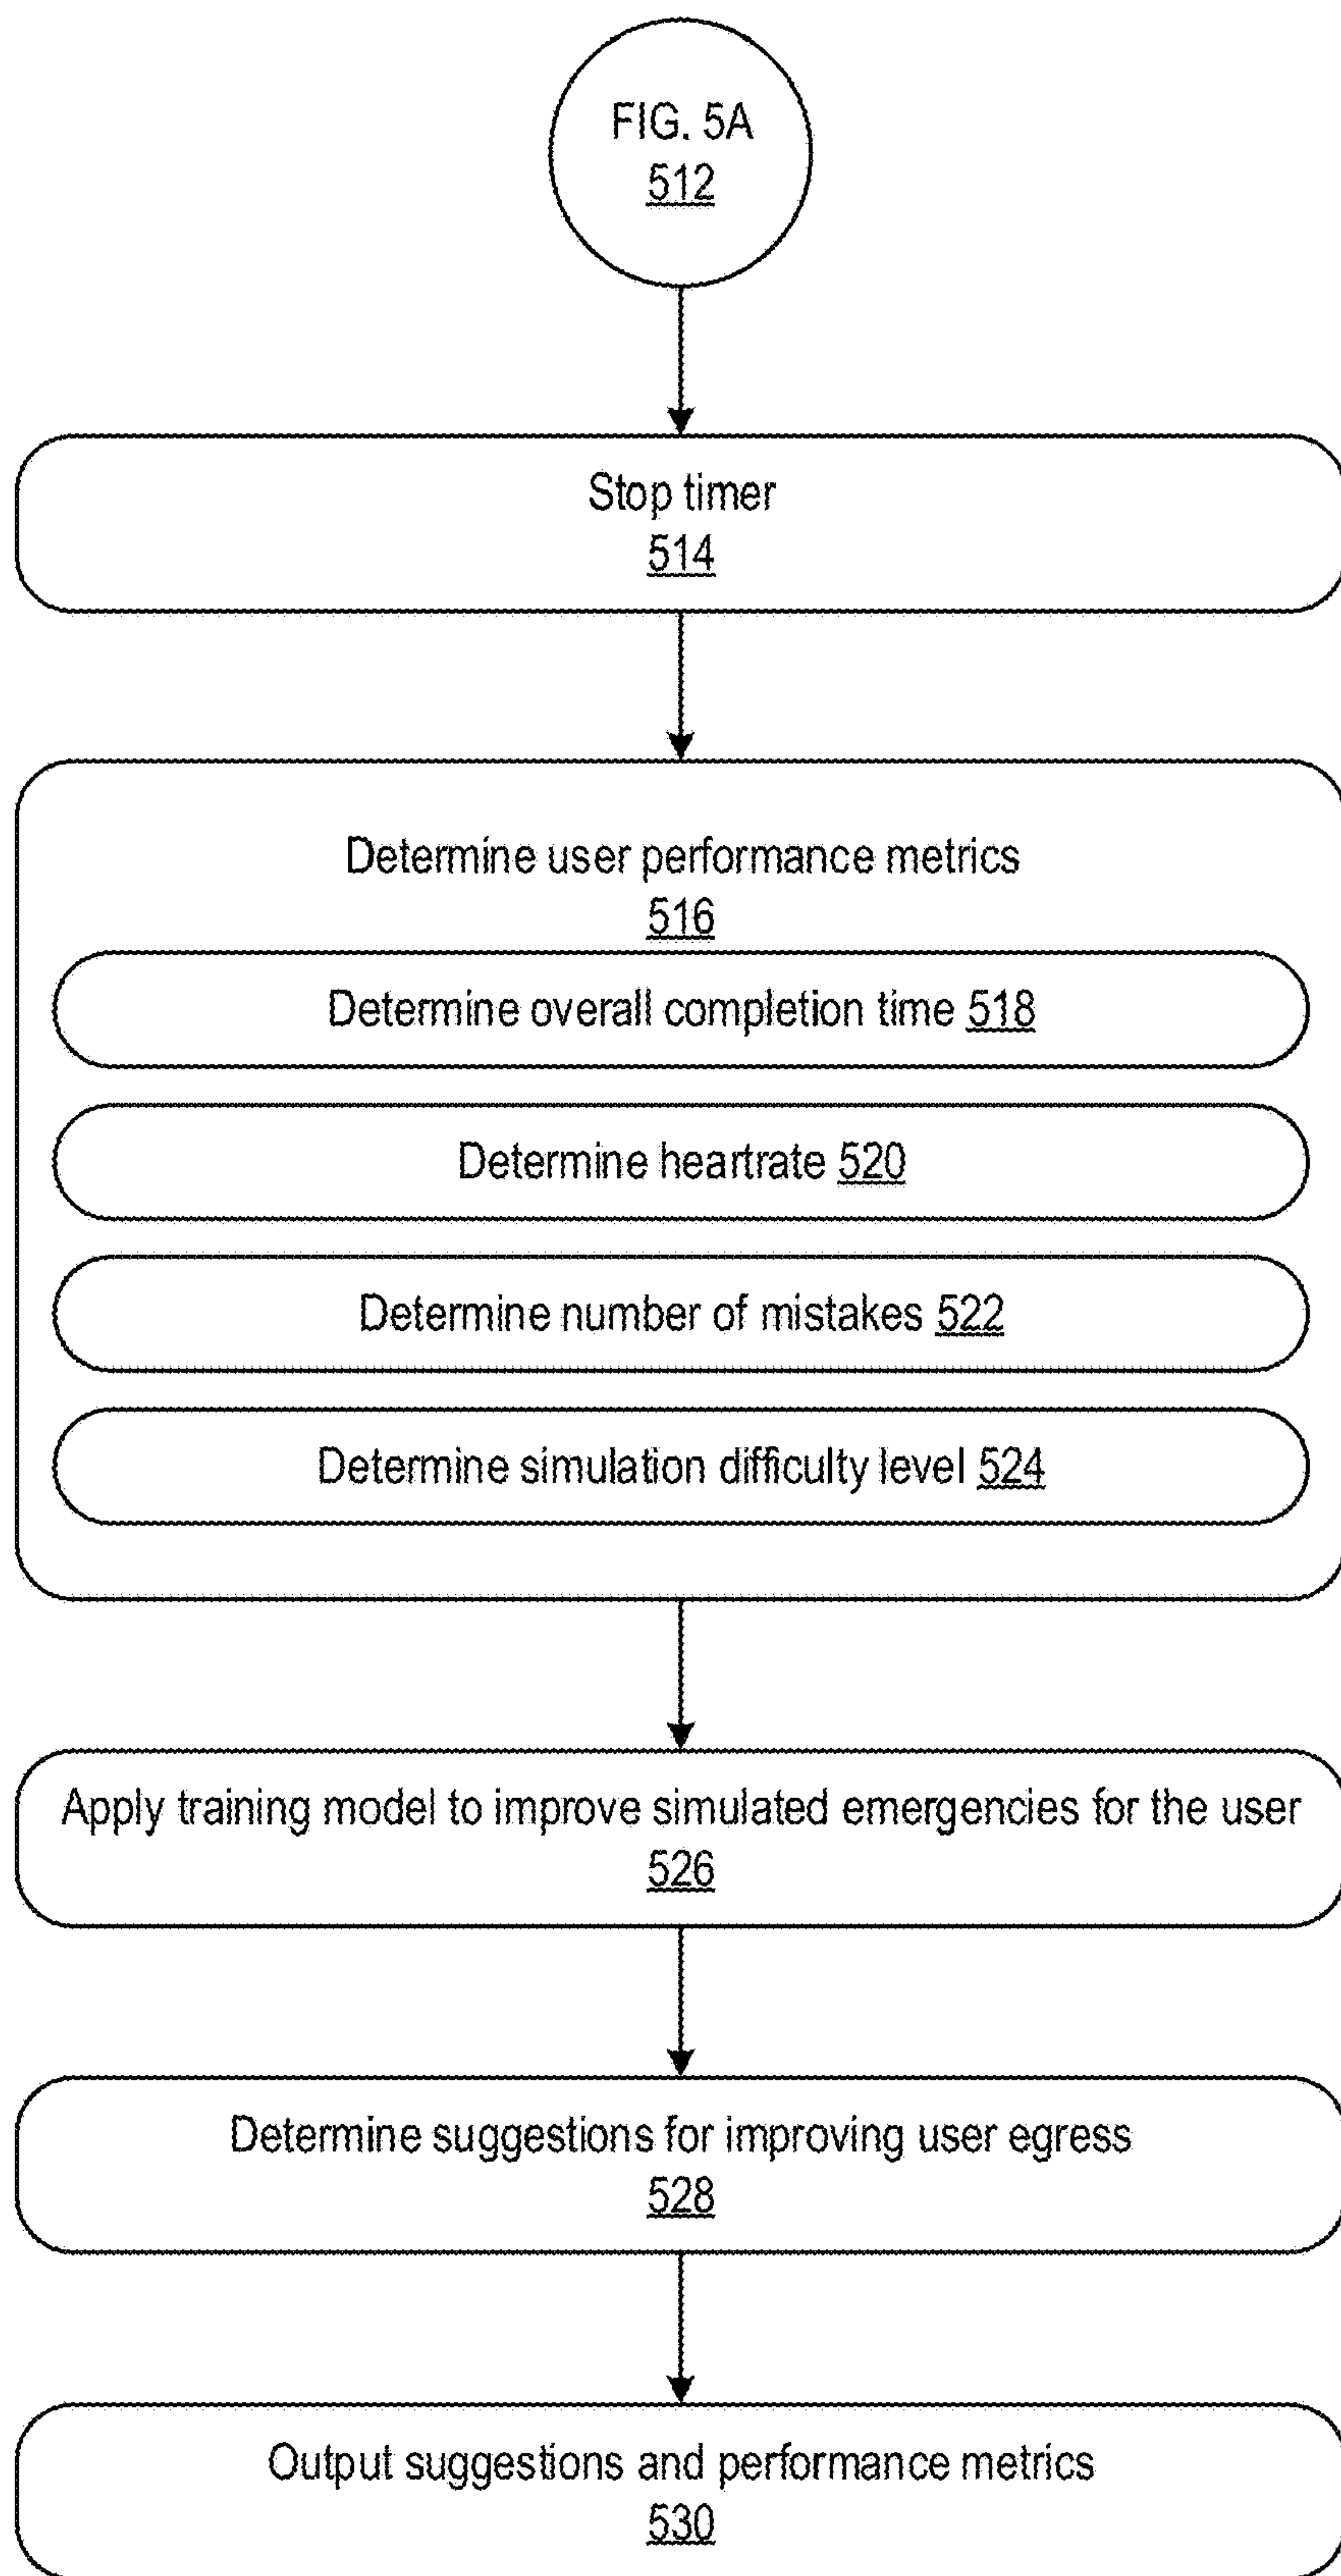 FIG. 5A
512
Stop timer
514
Determine user performance metrics
516
Determine overall completion time 518
Determine heartrate 520
Determine number of mistakes 522
Determine simulation difficulty level 524
Apply training model to improve simulated emergencies for the user
526
Determine suggestions for improving user egress
528
Output suggestions and performance metrics
530